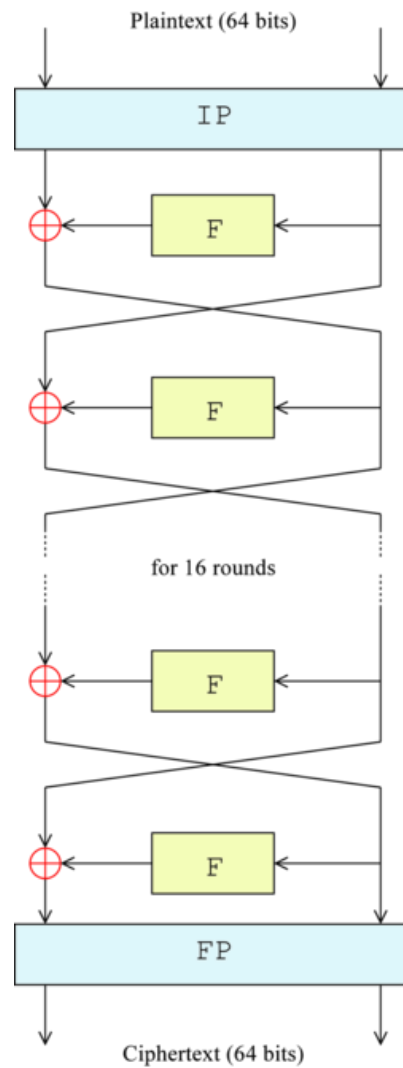 Plaintext (64 bits)
IP
F
F
for 16 rounds
F
F
FP
Ciphertext (64 bits)